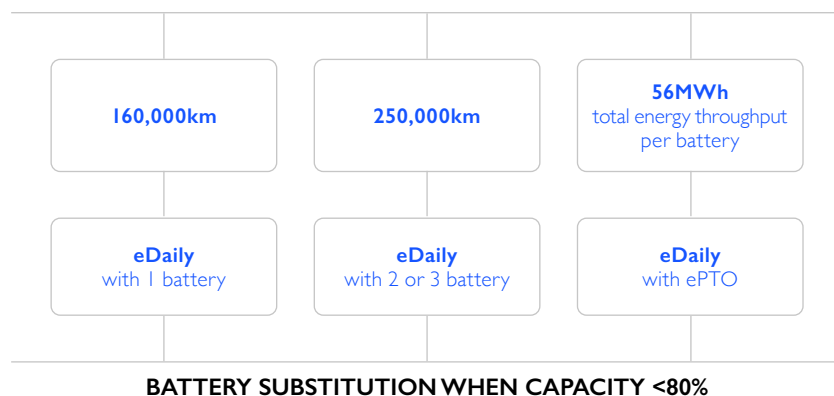 160,000km
250,000km
56MWh
total energy throughput
per battery
eDaily
with 1 battery
eDaily
with 2 or 3 battery
eDaily
with ePTO
BATTERY SUBSTITUTION WHEN CAPACITY <80%